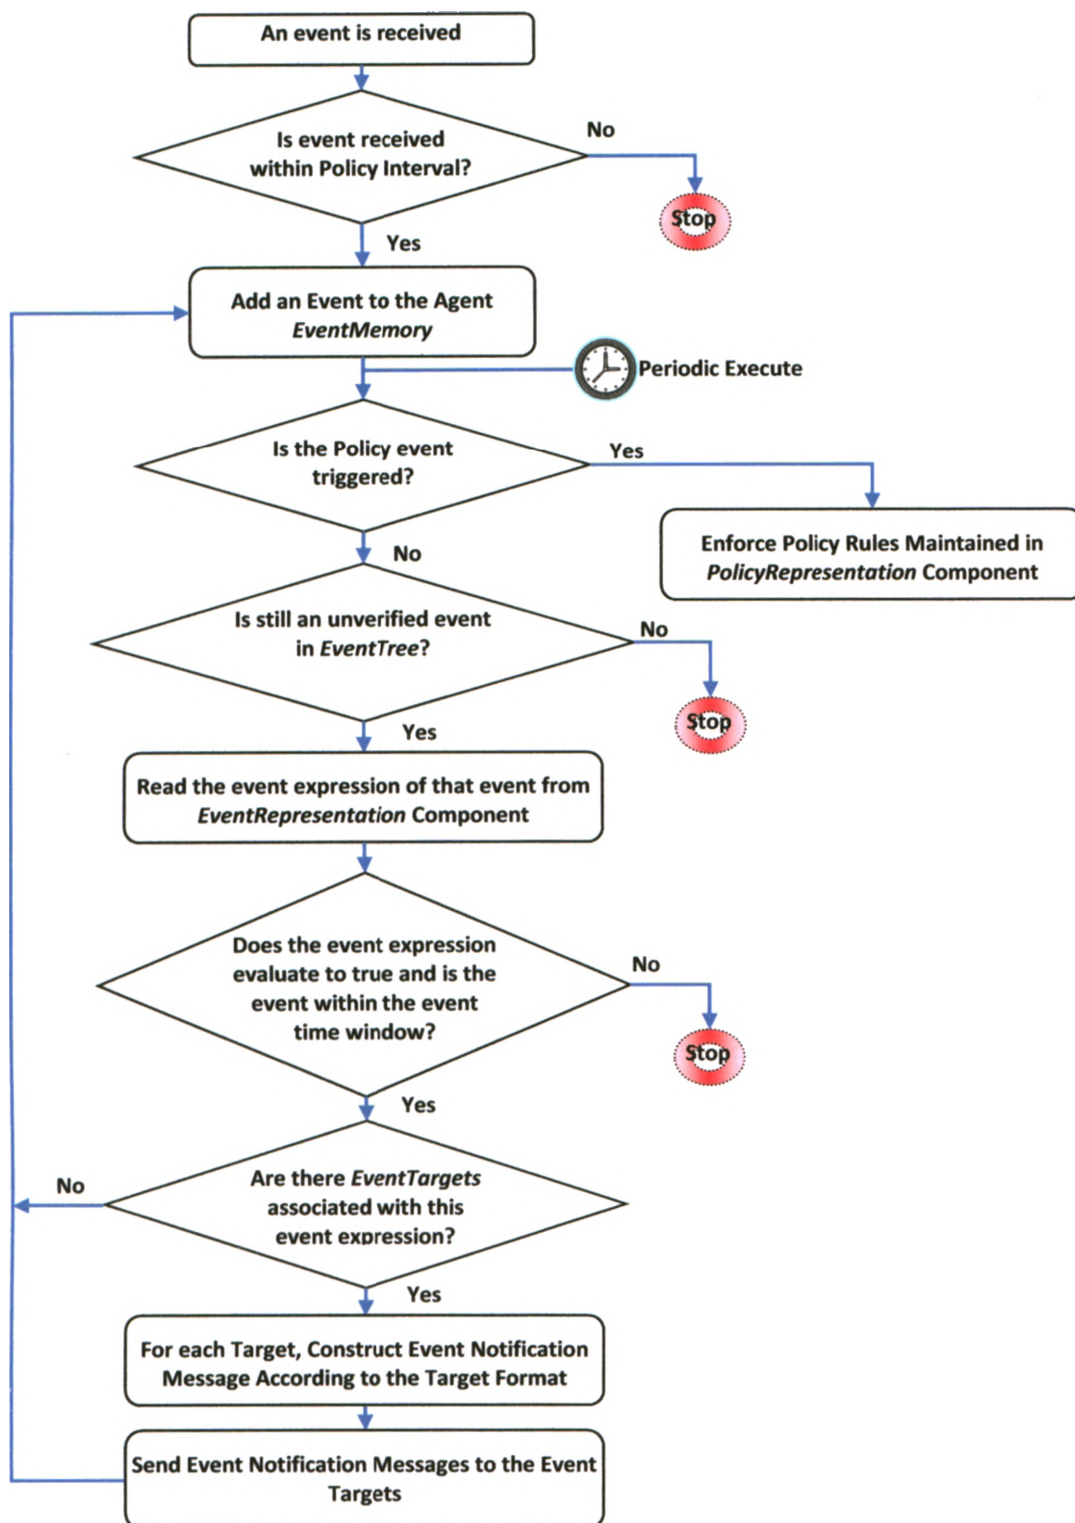 An event is received
Is event received
within Policy Interval?
No
Stop
Yes
Add an Event to the Agent
EventMemory
Periodic Execute
Is the Policy event
triggered?
Yes
Enforce Policy Rules Maintained in
PolicyRepresentation Component
No
Is still an unverified event
in EventTree?
No
Stop
Yes
Read the event expression of that event from
EventRepresentation Component
Does the event expression
evaluate to true and is the
event within the event
time window?
No
Stop
Yes
Are there EventTargets
associated with this
event expression?
No
Yes
For each Target, Construct Event Notification
Message According to the Target Format
Send Event Notification Messages to the Event
Targets